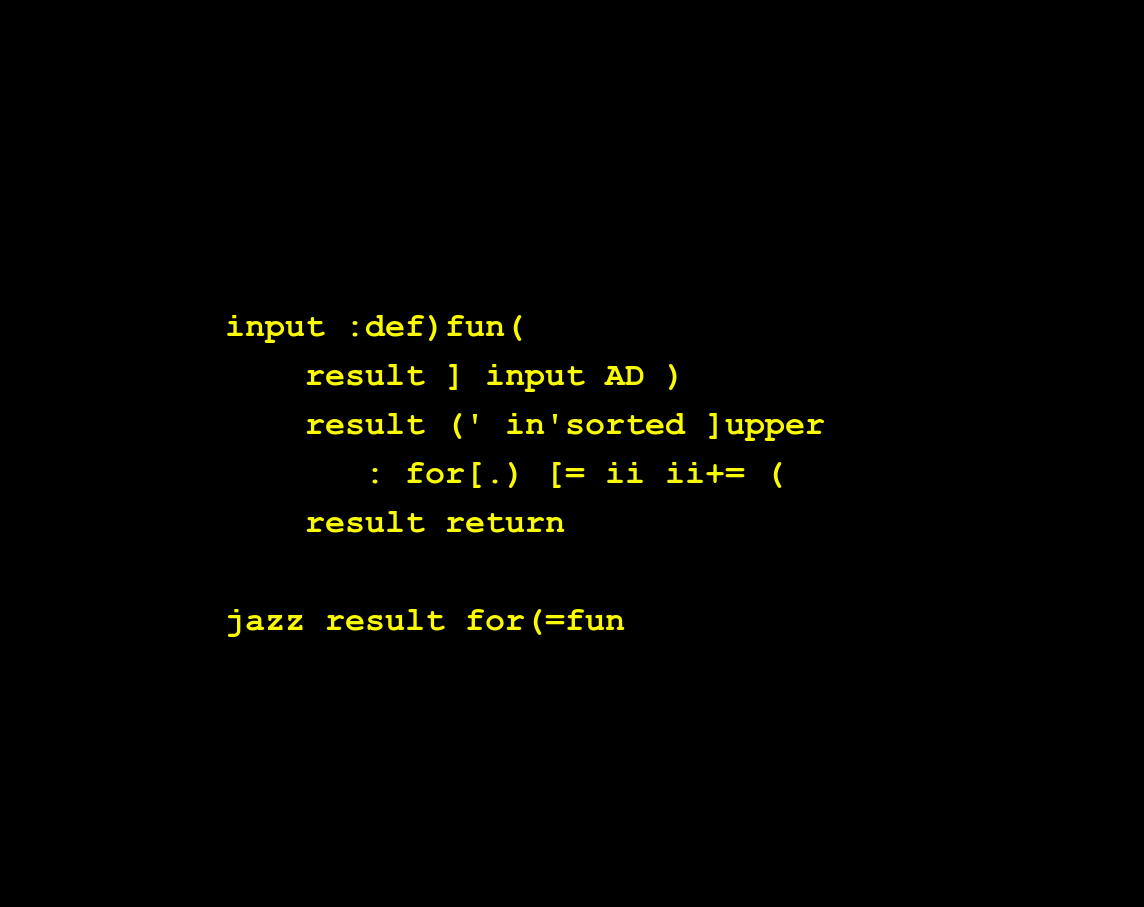 input :def)fun(
    result ] input AD )
    result (' in'sorted ]upper
       : for[.) [= ii ii+= (
    result return

jazz result for(=fun